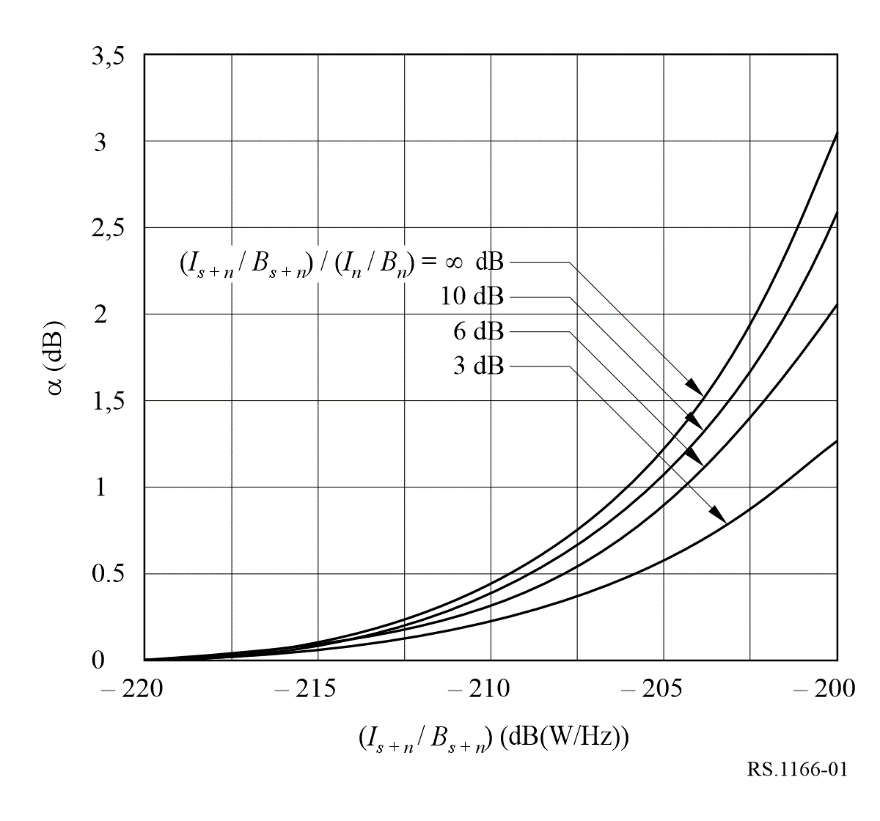 3,5
3
2,5
2
1,5
1
0.5
0
α (dB)
(I_{s+n} / B_{s+n}) / (I_n / B_n) = ∞ dB
10 dB
6 dB
3 dB
– 220 – 215 – 210 – 205 – 200
(I_{s+n} / B_{s+n}) (dB(W/Hz))
RS.1166-01